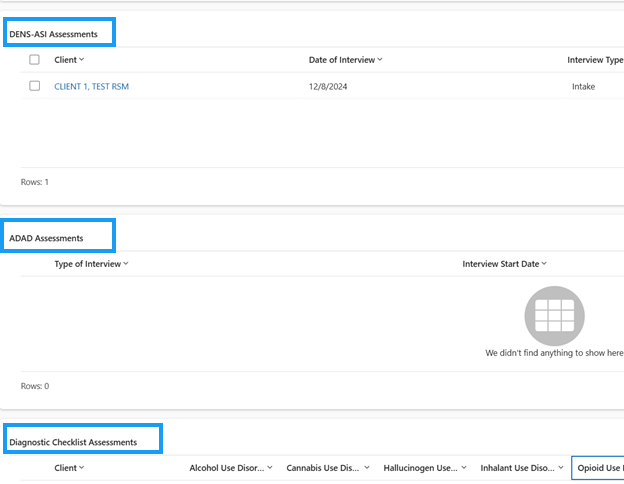 DENS-ASI Assessments
Client Date of Interview Interview Type
CLIENT 1, TEST RSM 12/8/2024 Intake
Rows: 1
ADAD Assessments
Type of Interview Interview Start Date
We didn't find anything to show here
Rows: 0
Diagnostic Checklist Assessments
Client Alcohol Use Disor... Cannabis Use Dis... Hallucinogen Use... Inhalant Use Diso... Opioid Use